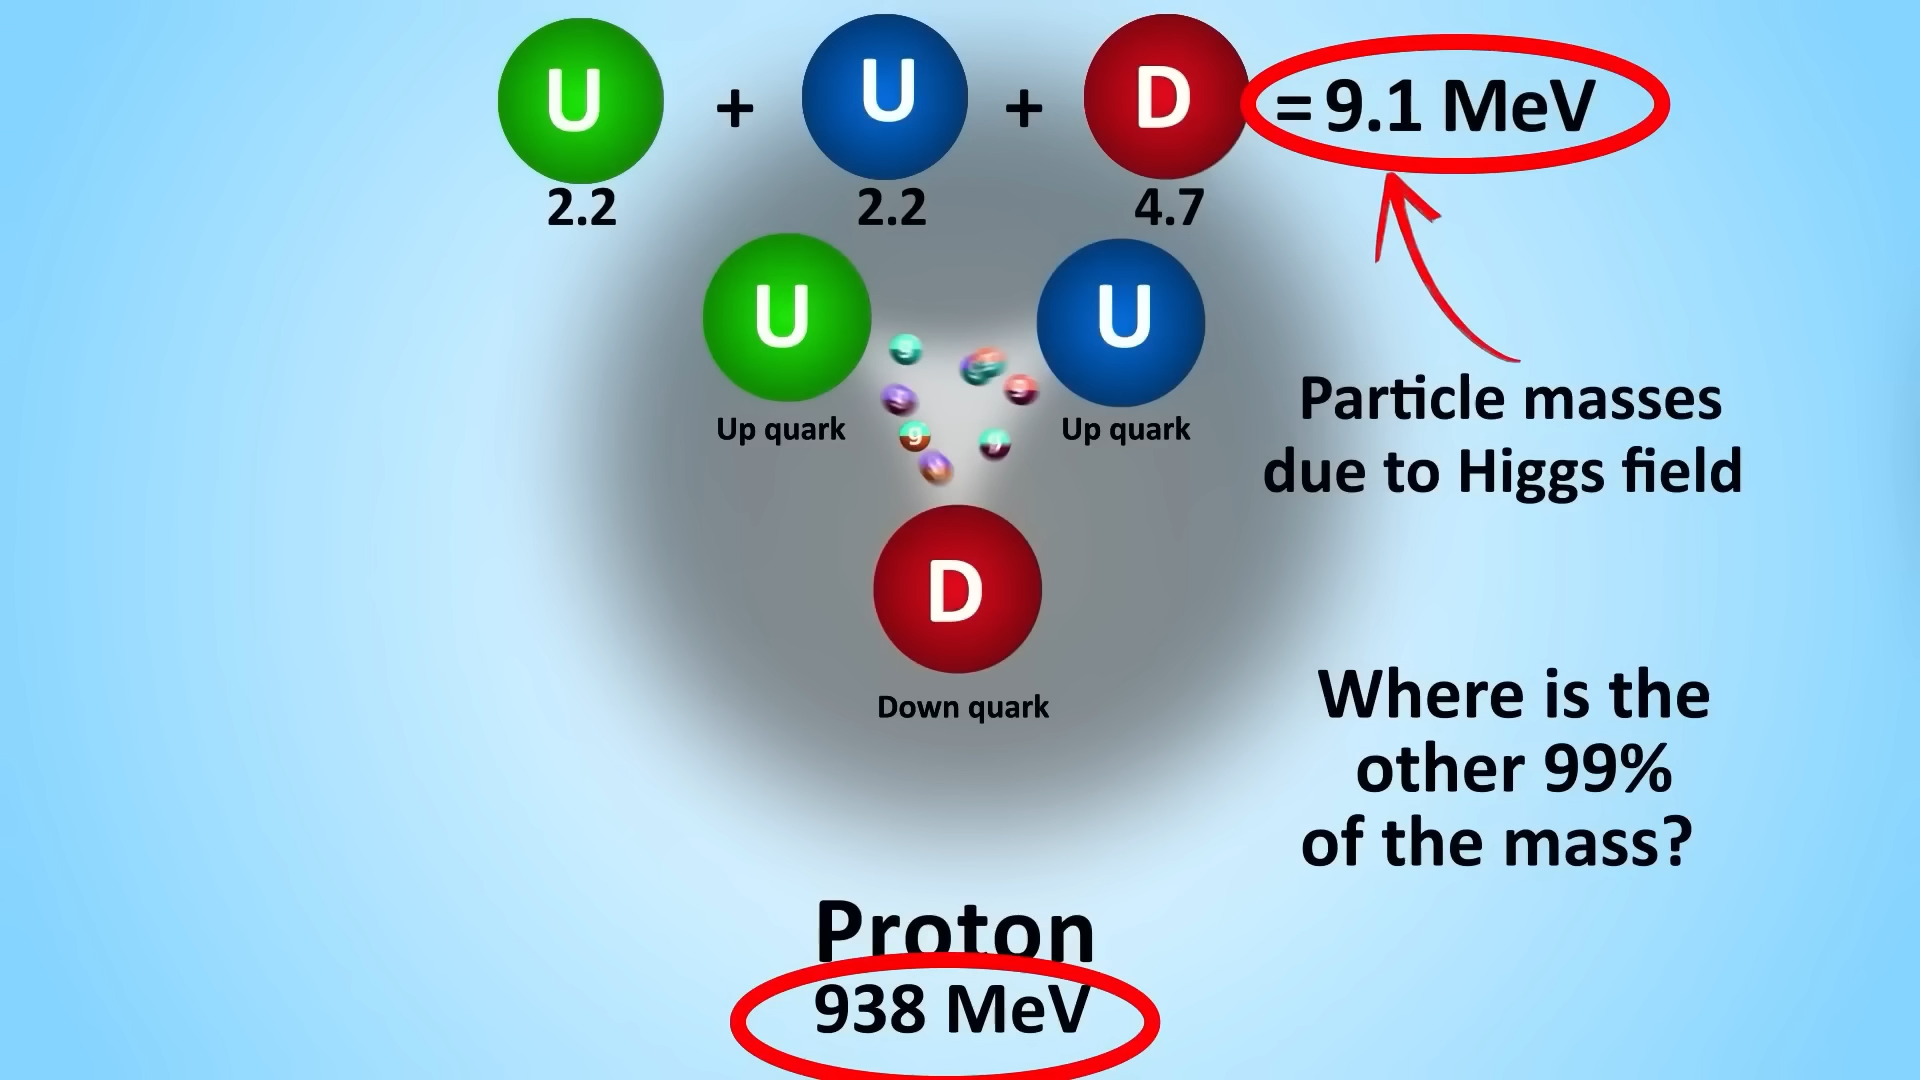 U + U + D = 9.1 MeV
2.2 2.2 4.7
U U
g g g g
Up quark Up quark
Particle masses
due to Higgs field
D
Down quark
Where is the
other 99%
of the mass?
Proton
938 MeV